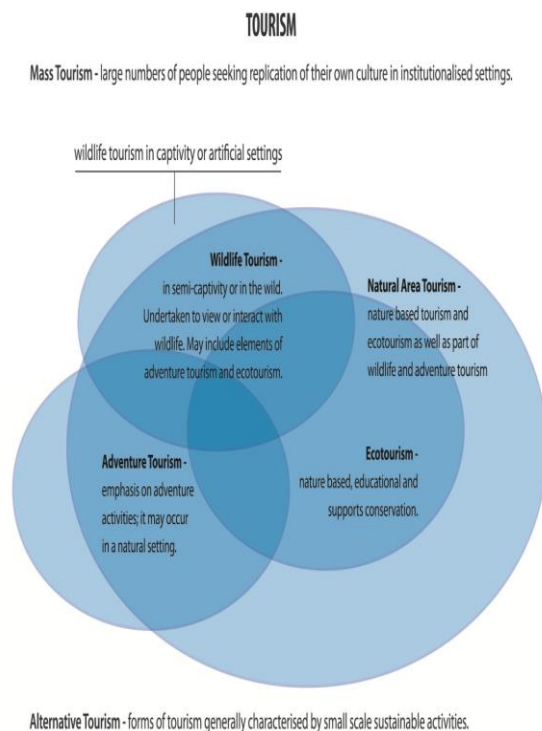 TOURISM
Mass Tourism - large numbers of people seeking replication of their own culture in institutionalised settings.
wildlife tourism in captivity or artificial settings
Wildlife Tourism -
in semi-captivity or in the wild.
Undertaken to view or interact with
wildlife. May include elements of
adventure tourism and ecotourism.
Natural Area Tourism -
nature based tourism and
ecotourism as well as part of
wildlife and adventure tourism
Adventure Tourism -
emphasis on adventure
activities; it may occur
in a natural setting.
Ecotourism -
nature based, educational and
supports conservation.
Alternative Tourism - forms of tourism generally characterised by small scale sustainable activities.